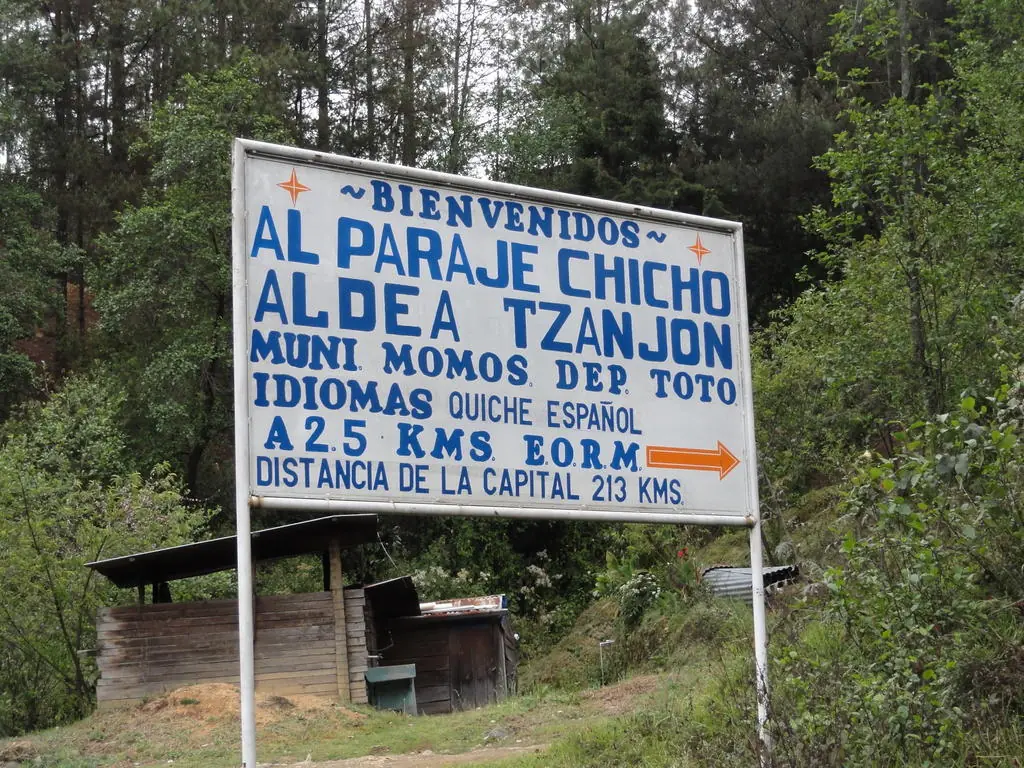 ~BIENVENIDOS~
AL PARAJE CHICHO
ALDEA TZANJON
MUNI. MOMOS. DEP. TOTO
IDIOMAS QUICHE ESPAÑOL
A 2.5 KMS. E.O.R.M.
DISTANCIA DE LA CAPITAL 213 KMS.